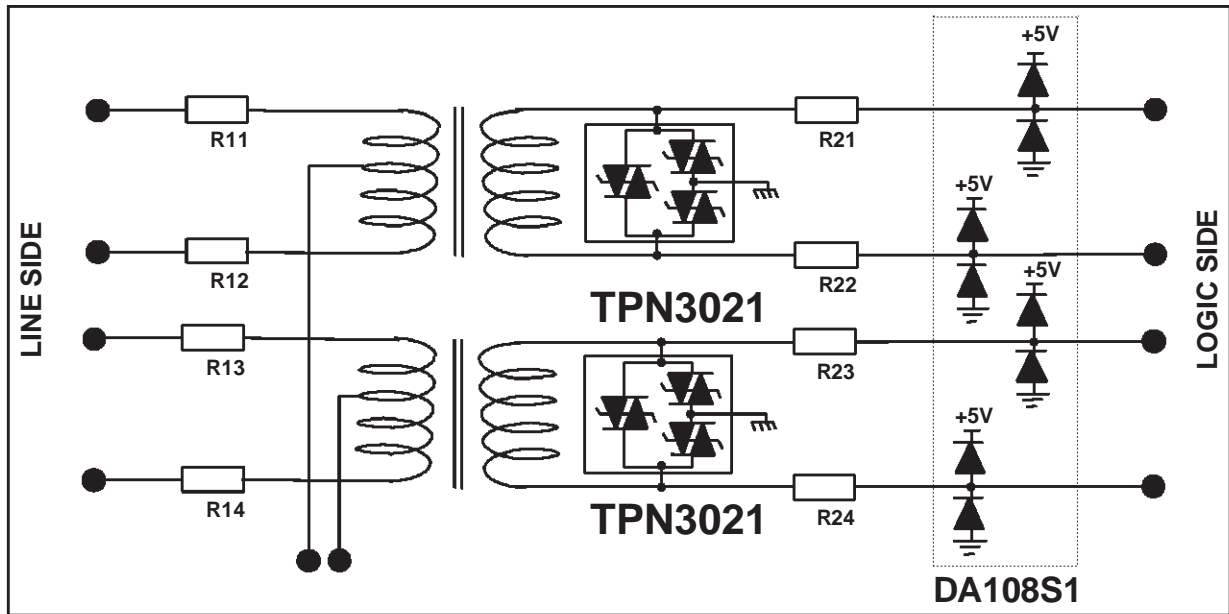 +5V
R11
R21
+5V
LINE SIDE
LOGIC SIDE
R12
R22
+5V
TPN3021
R13
R23
+5V
R14
TPN3021
R24
DA108S1